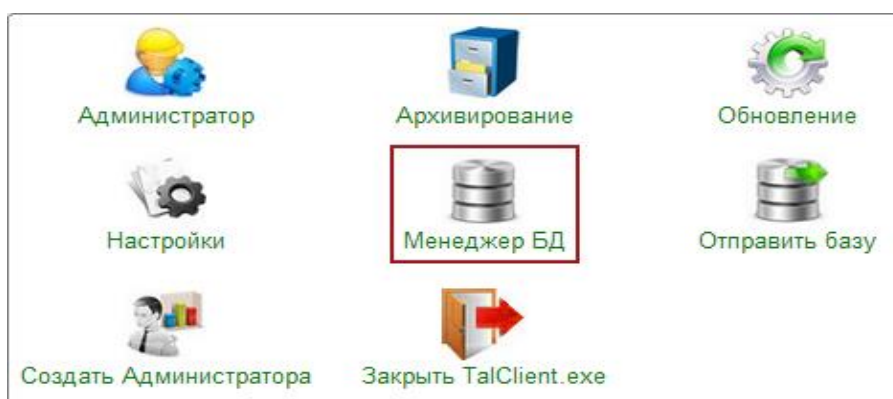 Администратор
Архивирование
Обновление
Настройки
Менеджер БД
Отправить базу
Создать Администратора
Закрыть TalClient.exe